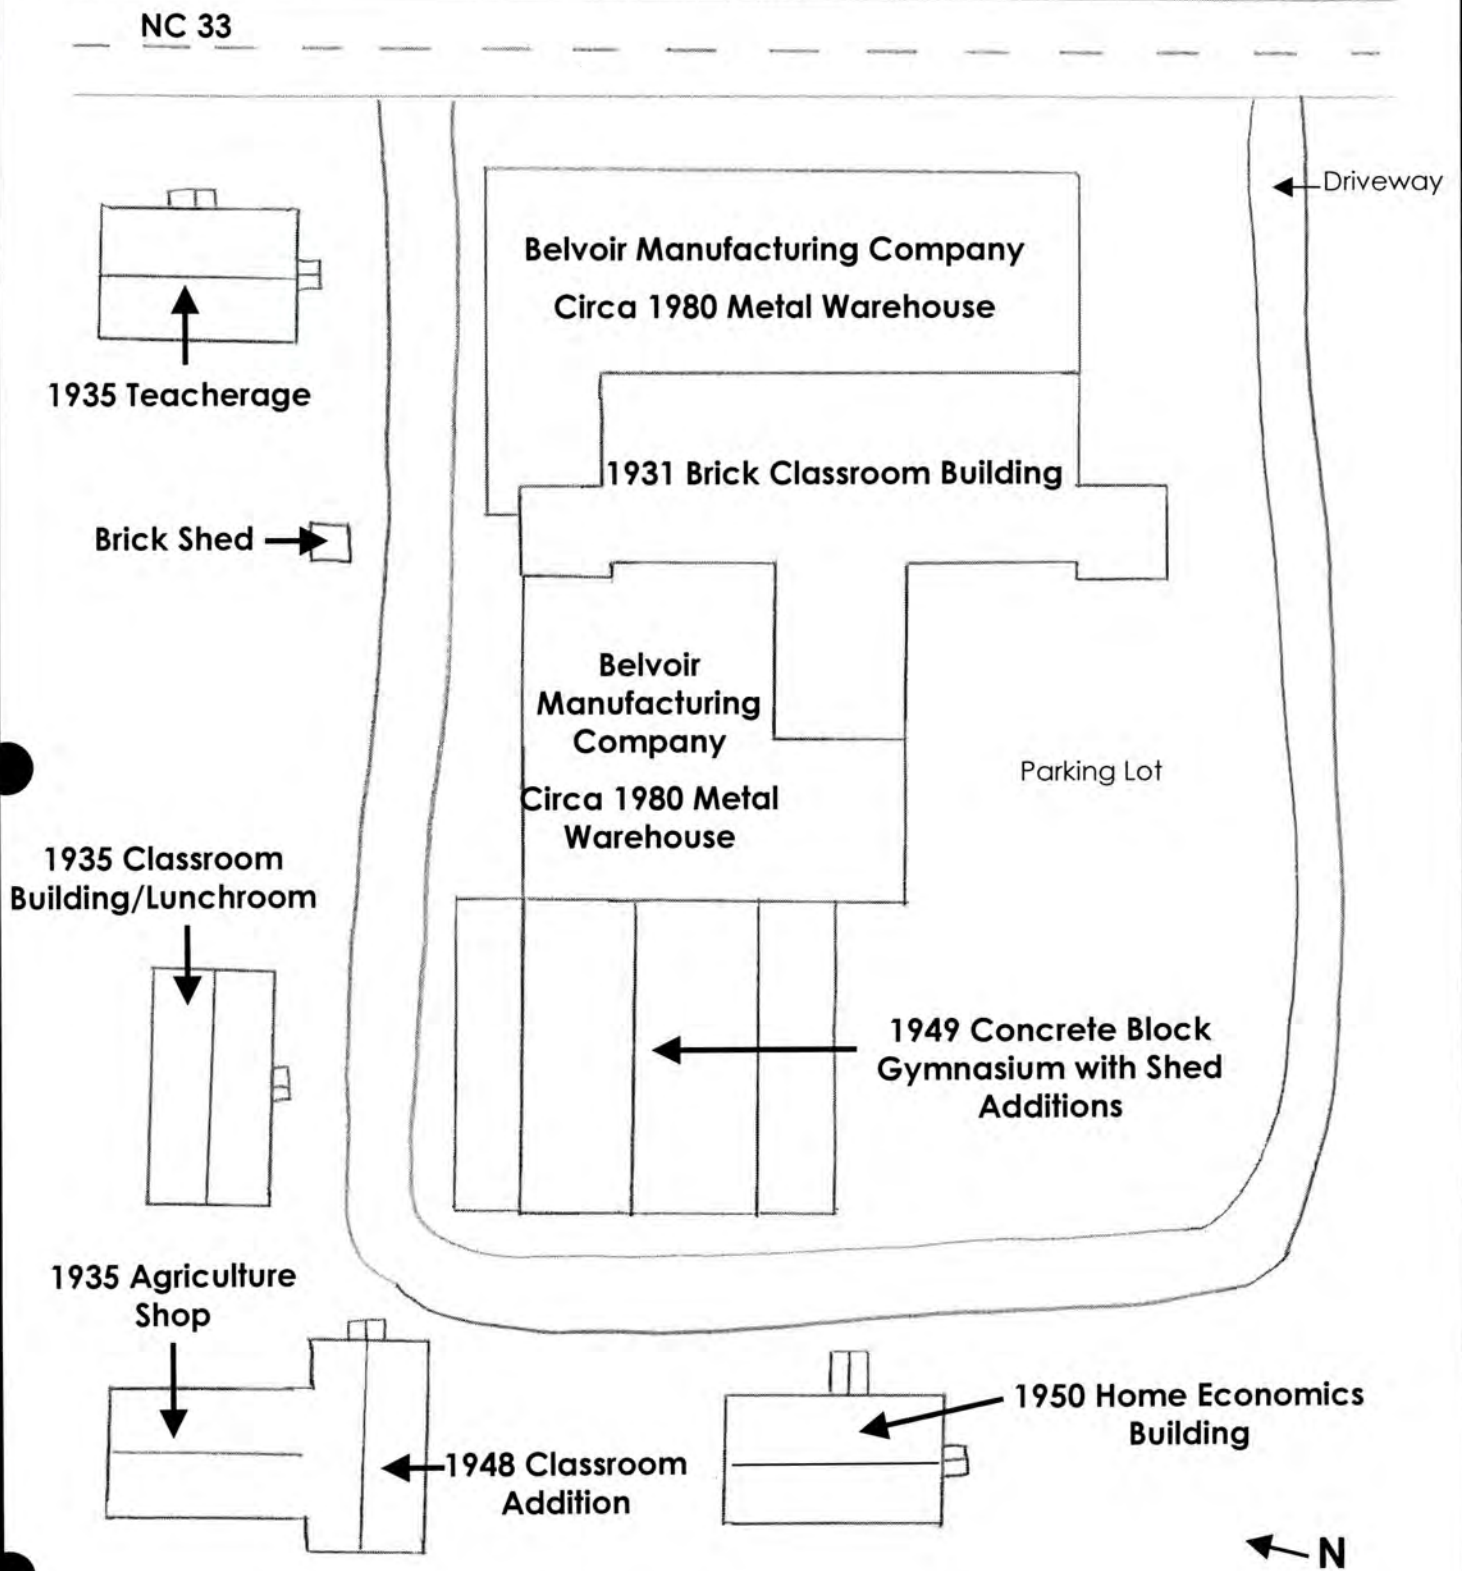 NC 33
Driveway
Belvoir Manufacturing Company
Circa 1980 Metal Warehouse
1935 Teacherage
1931 Brick Classroom Building
Brick Shed
Belvoir
Manufacturing
Company
Circa 1980 Metal
Warehouse
Parking Lot
1935 Classroom
Building/Lunchroom
1949 Concrete Block
Gymnasium with Shed
Additions
1935 Agriculture
Shop
1950 Home Economics
Building
1948 Classroom
Addition
N